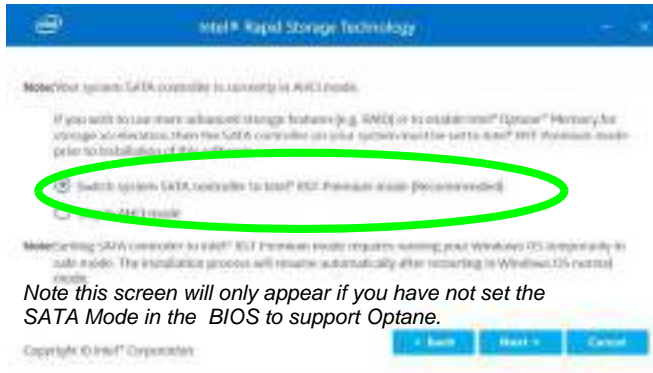 intel
Intel® Rapid Storage Technology
Note: Your system SATA controller is currently in AHCI mode.
If you wish to use more advanced storage features (e.g. RAID) or to enable Intel® Optane™ Memory for
storage acceleration, then the SATA controller on your system must be set to Intel® RST Premium mode
prior to installation of this
Switch system SATA controller to Intel® RST Premium mode (Recommended)
AHCI mode
Note: Setting SATA controller to Intel® RST Premium mode requires running your Windows OS temporarily in
safe mode. The installation process will resume automatically after restarting in Windows OS normal
mode.
Note this screen will only appear if you have not set the
SATA Mode in the BIOS to support Optane.
Copyright © Intel® Corporation
< Back Next > Cancel